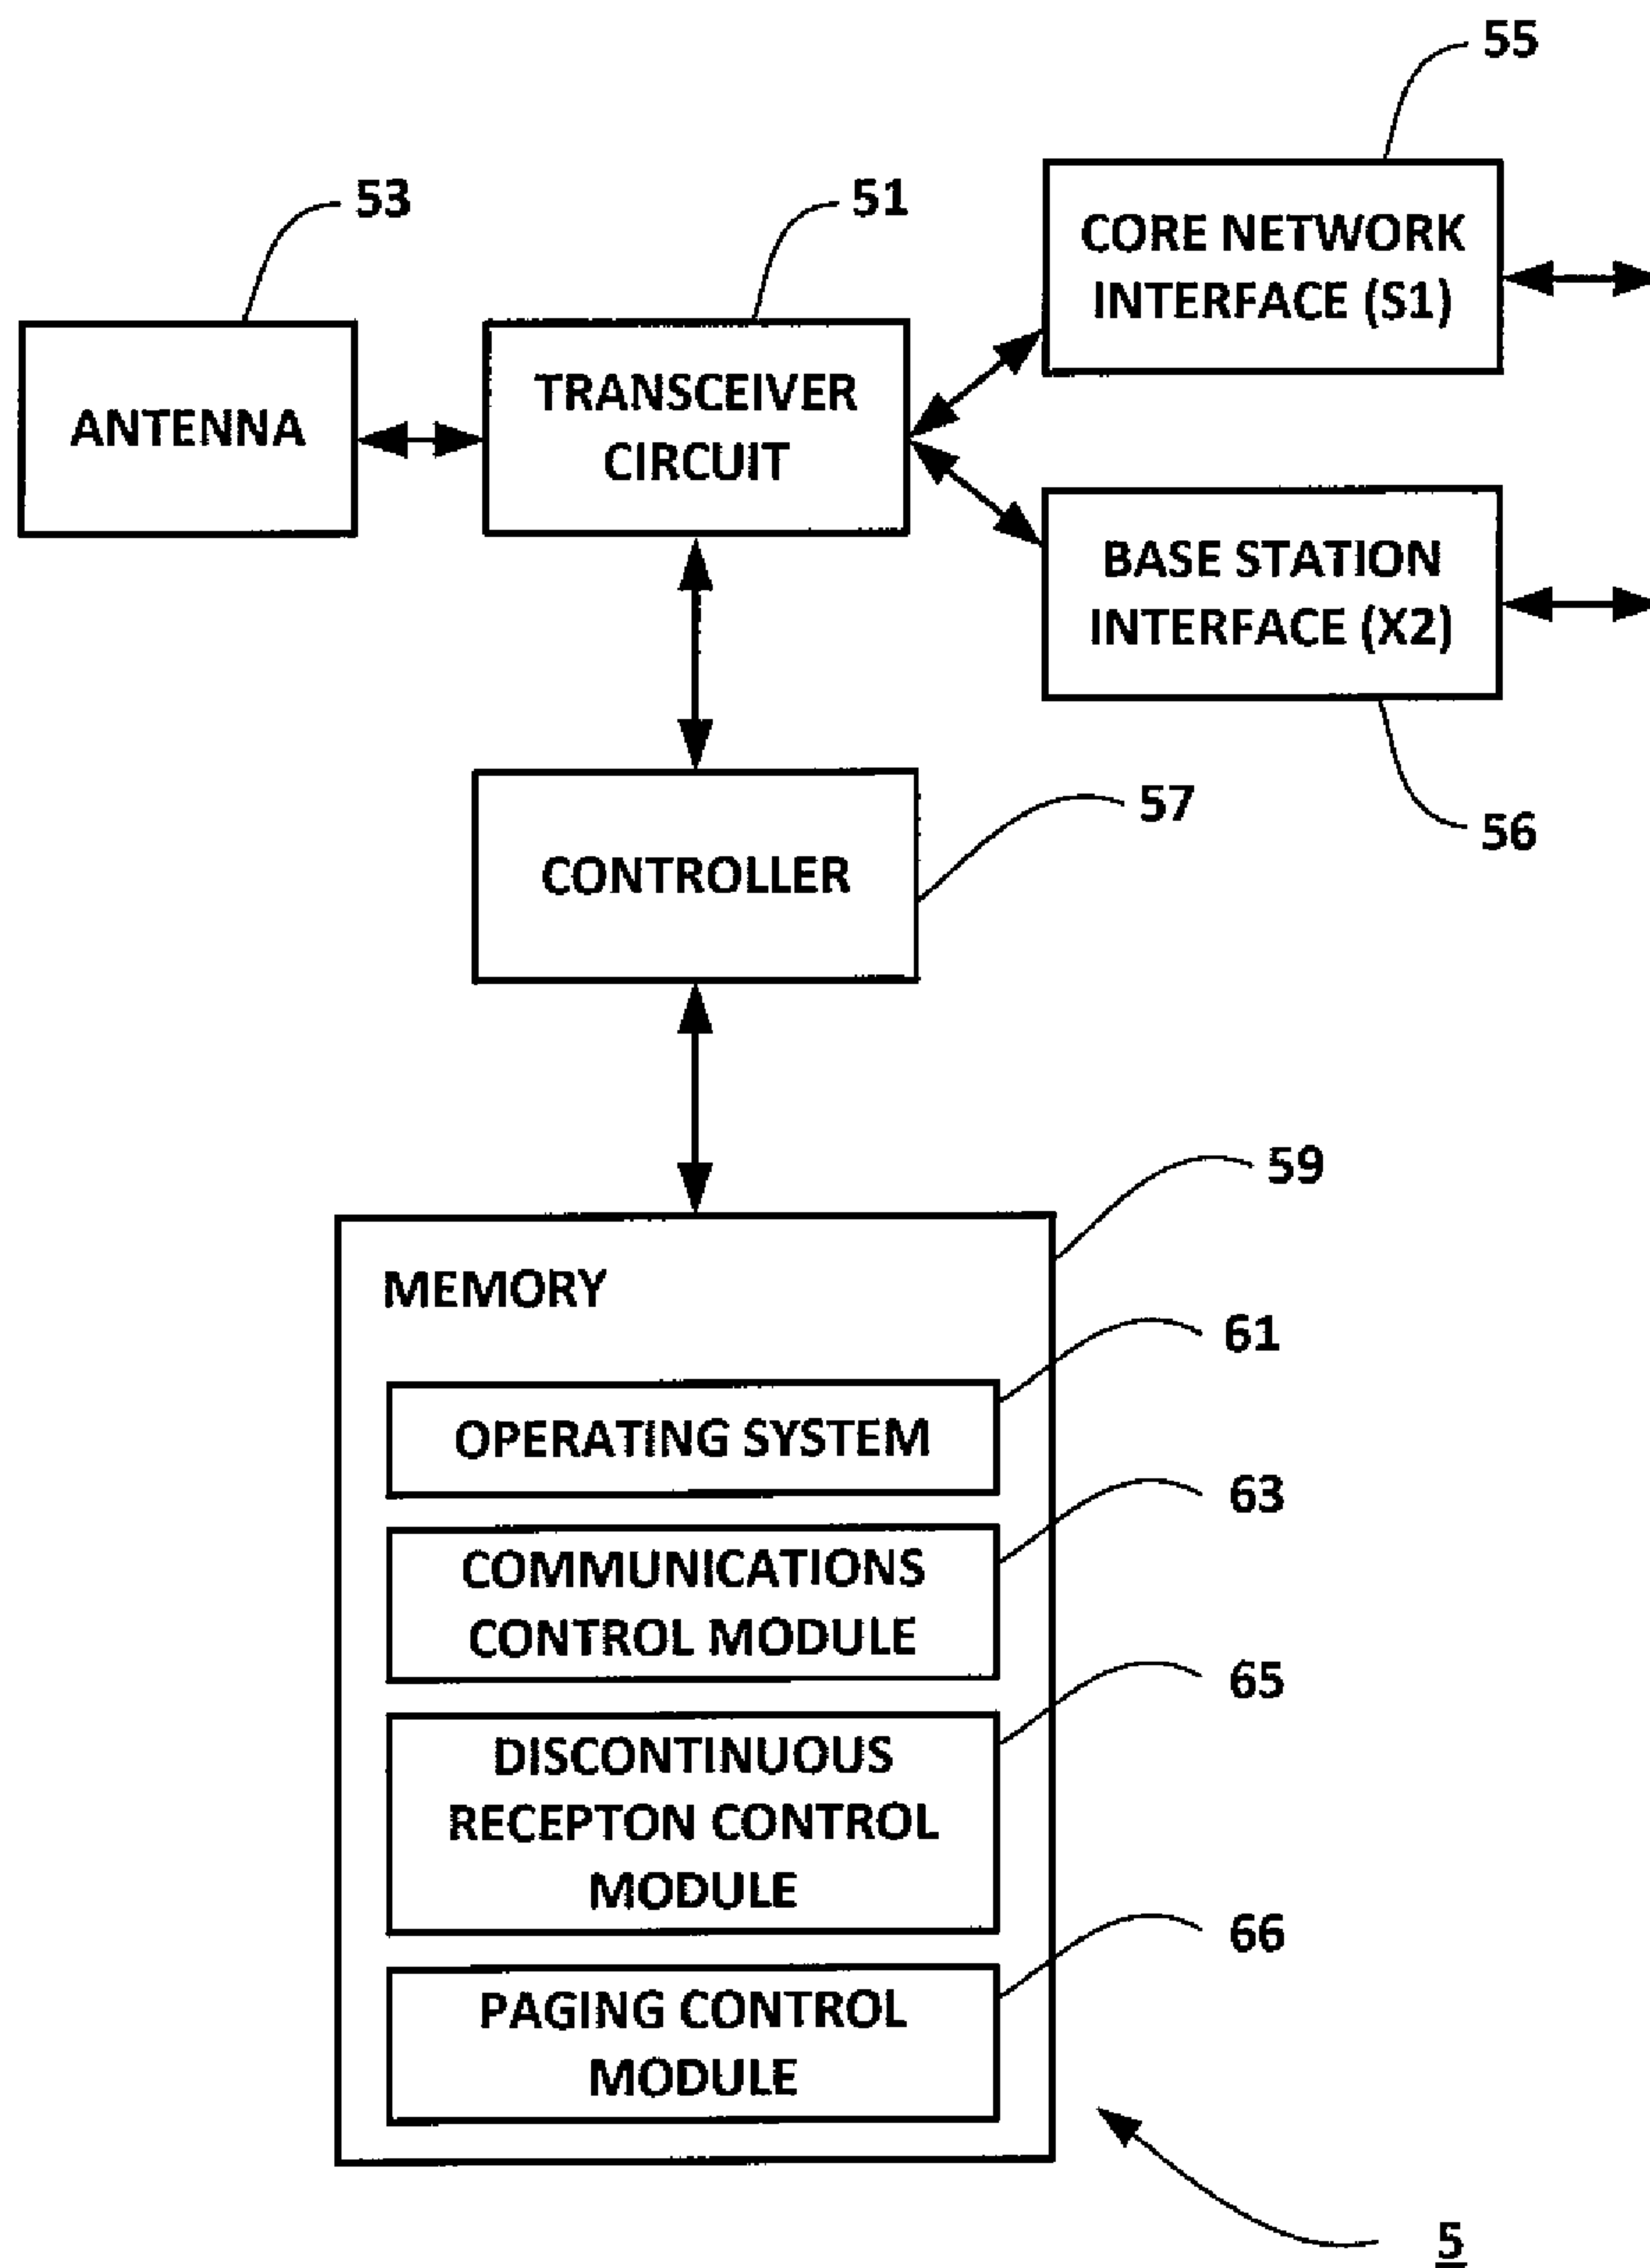 55
53
51
CORE NETWORK
INTERFACE (S1)
ANTENNA
TRANSCEIVER
CIRCUIT
BASE STATION
INTERFACE (X2)
57
56
CONTROLLER
59
MEMORY
61
OPERATING SYSTEM
63
COMMUNICATIONS
CONTROL MODULE
65
DISCONTINUOUS
RECEPTON CONTROL
MODULE
66
PAGING CONTROL
MODULE
5